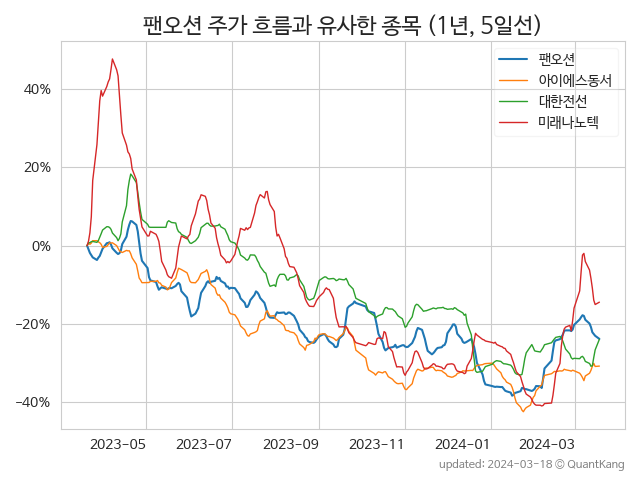 팬오션 주가 흐름과 유사한 종목 (1년, 5일선)
팬오션
아이에스동서
대한전선
미래나노텍
40%
20%
0%
−20%
−40%
2023-05 2023-07 2023-09 2023-11 2024-01 2024-03
updated: 2024-03-18 © QuantKang